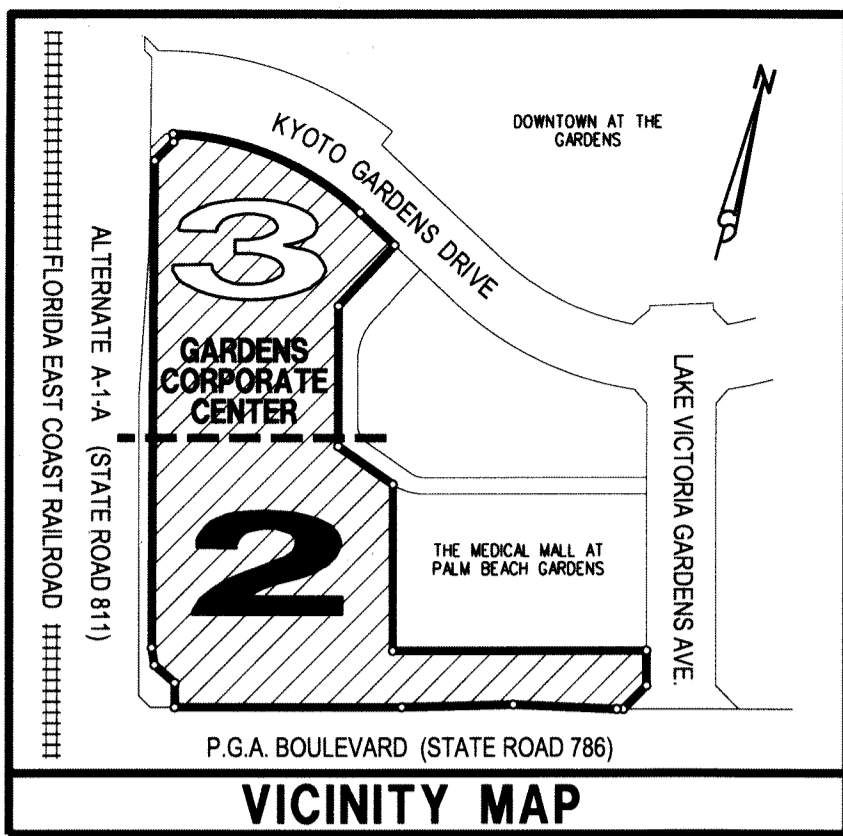 N
DOWNTOWN AT THE
GARDENS
KYOTO GARDENS DRIVE
3
GARDENS
CORPORATE
CENTER
2
ALTERNATE A-1-A (STATE ROAD 811)
FLORIDA EAST COAST RAILROAD
THE MEDICAL MALL AT
PALM BEACH GARDENS
LAKE VICTORIA GARDENS AVE.
P.G.A. BOULEVARD (STATE ROAD 786)
VICINITY MAP